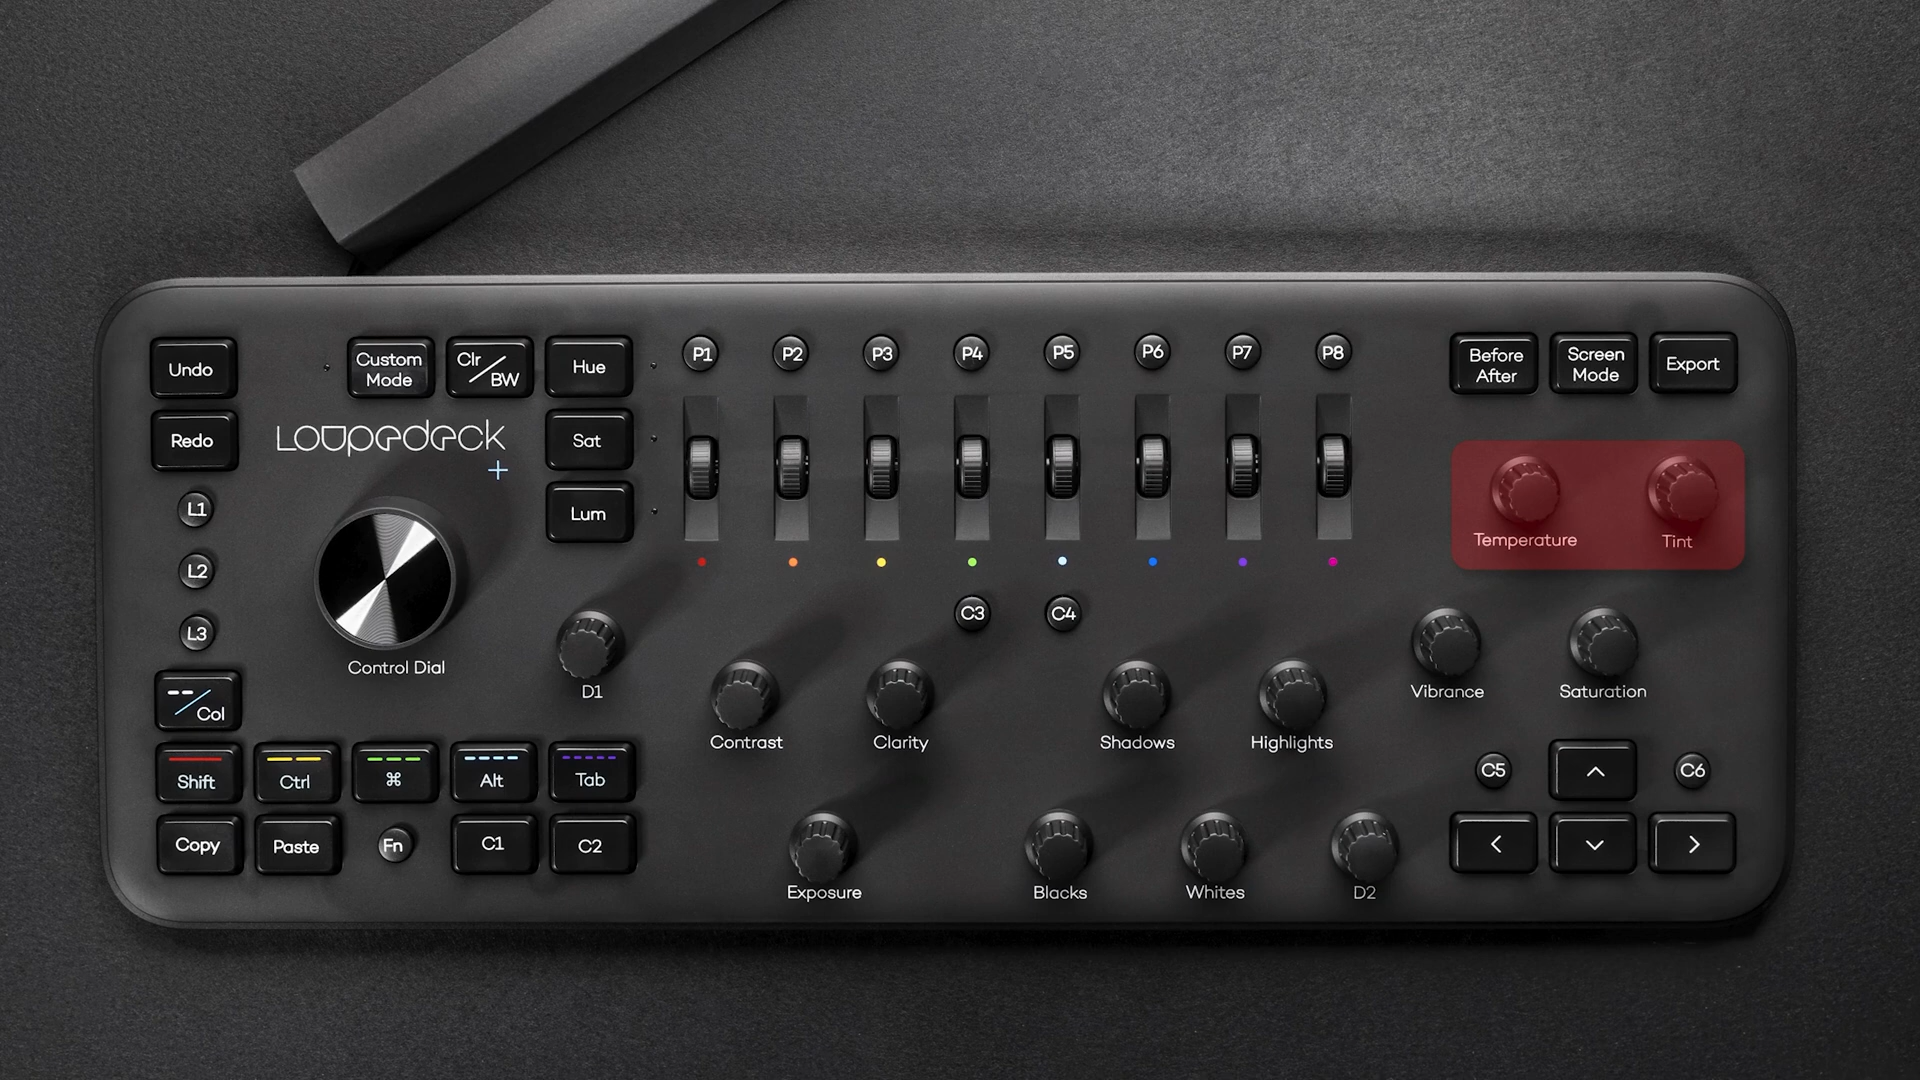 P1 P2 P3 P4 P5 P6 P7 P8
Undo
Custom
Mode
Clr
BW
Hue
Before
After
Screen
Mode
Export
Redo
Loupedeck
+
Sat
L1
Lum
Temperature
Tint
L2
C3 C4
L3
Control Dial
D1
Vibrance
Saturation
Col
Contrast
Clarity
Shadows
Highlights
Shift
Ctrl
⌘
Alt
Tab
C5
C6
Copy
Paste
Fn
C1
C2
Exposure
Blacks
Whites
D2